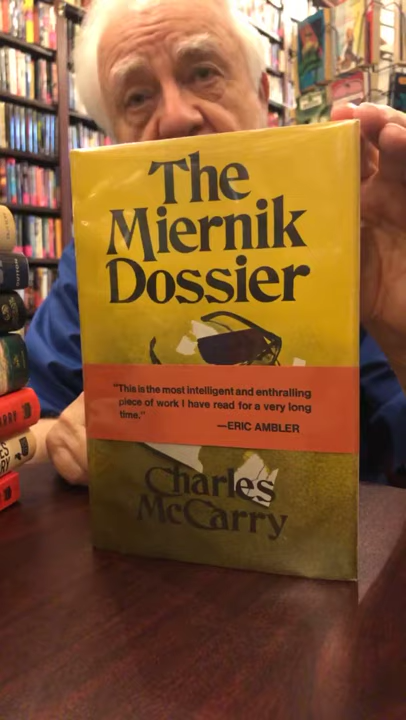 The
Miernik
Dossier
"This is the most intelligent and enthralling
piece of work I have read for a very long
time."
—ERIC AMBLER
Charles
McCarry